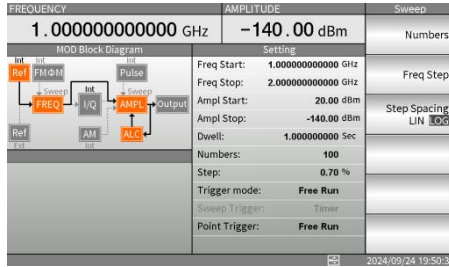 FREQUENCY AMPLITUDE Sweep
1.000000000000 GHz -140.00 dBm
Numbers
MOD Block Diagram Setting
Int Int Int
Ref FMΦM Pulse
Sweep Int Sweep
FREQ I/Q AMPL Output
Ref AM ALC
Ext Int
Freq Start: 1.000000000000 GHz
Freq Stop: 2.000000000000 GHz
Ampl Start: 20.00 dBm
Ampl Stop: -140.00 dBm
Dwell: 1.000000000 Sec
Numbers: 100
Step: 0.70 %
Trigger mode: Free Run
Sweep Trigger: Timer
Point Trigger: Free Run
Freq Step
Step Spacing
LIN LOG
2024/09/24 19:50:3